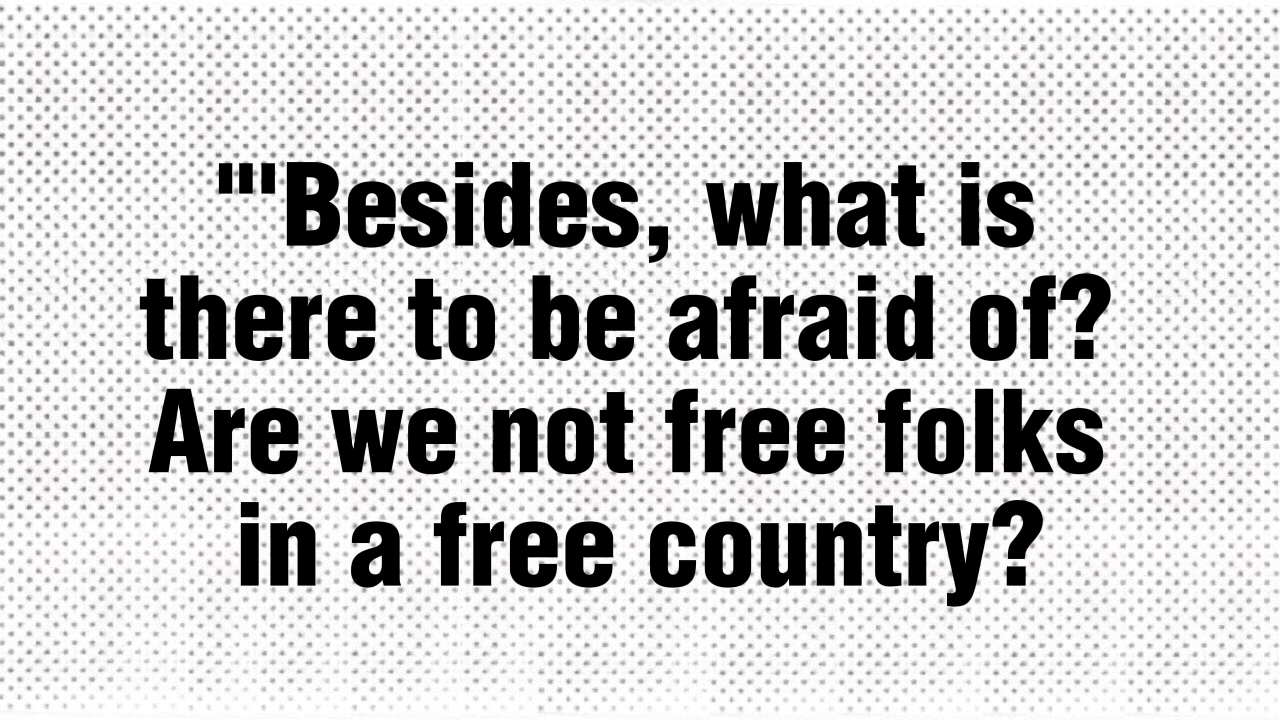 "'Besides, what is
there to be afraid of?
Are we not free folks
in a free country?